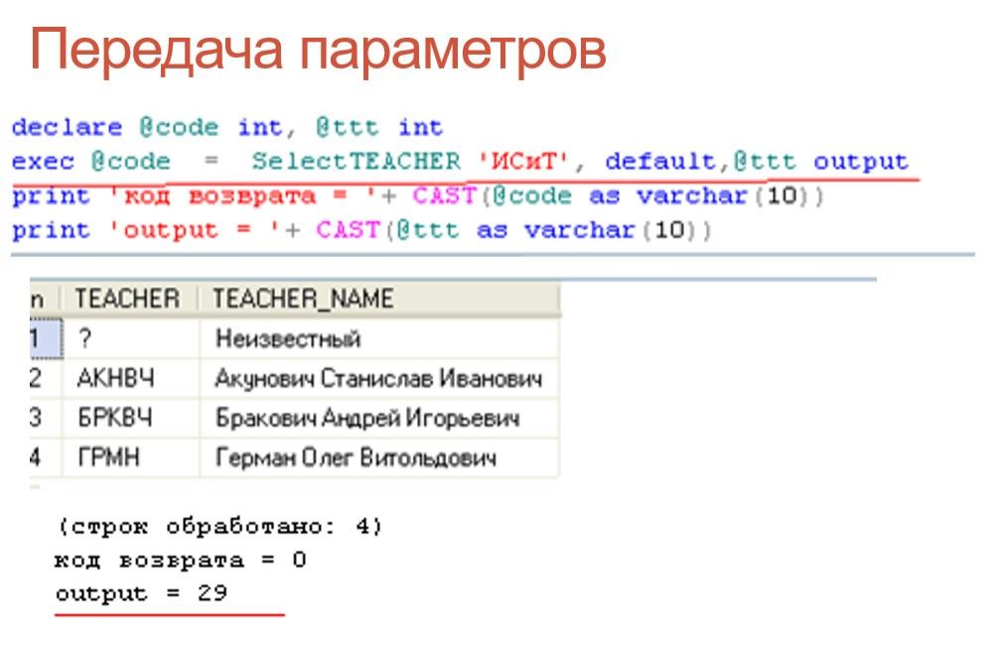 Передача параметров
declare @code int, @ttt int
exec @code = SelectTEACHER 'ИСиТ', default,@ttt output
print 'код возврата = '+ CAST(@code as varchar(10))
print 'output = '+ CAST(@ttt as varchar(10))
n TEACHER TEACHER_NAME
1 ? Неизвестный
2 АКНВЧ Акунович Станислав Иванович
3 БРКВЧ Бракович Андрей Игорьевич
4 ГРМН Герман Олег Витольдович
(строк обработано: 4)
код возврата = 0
output = 29